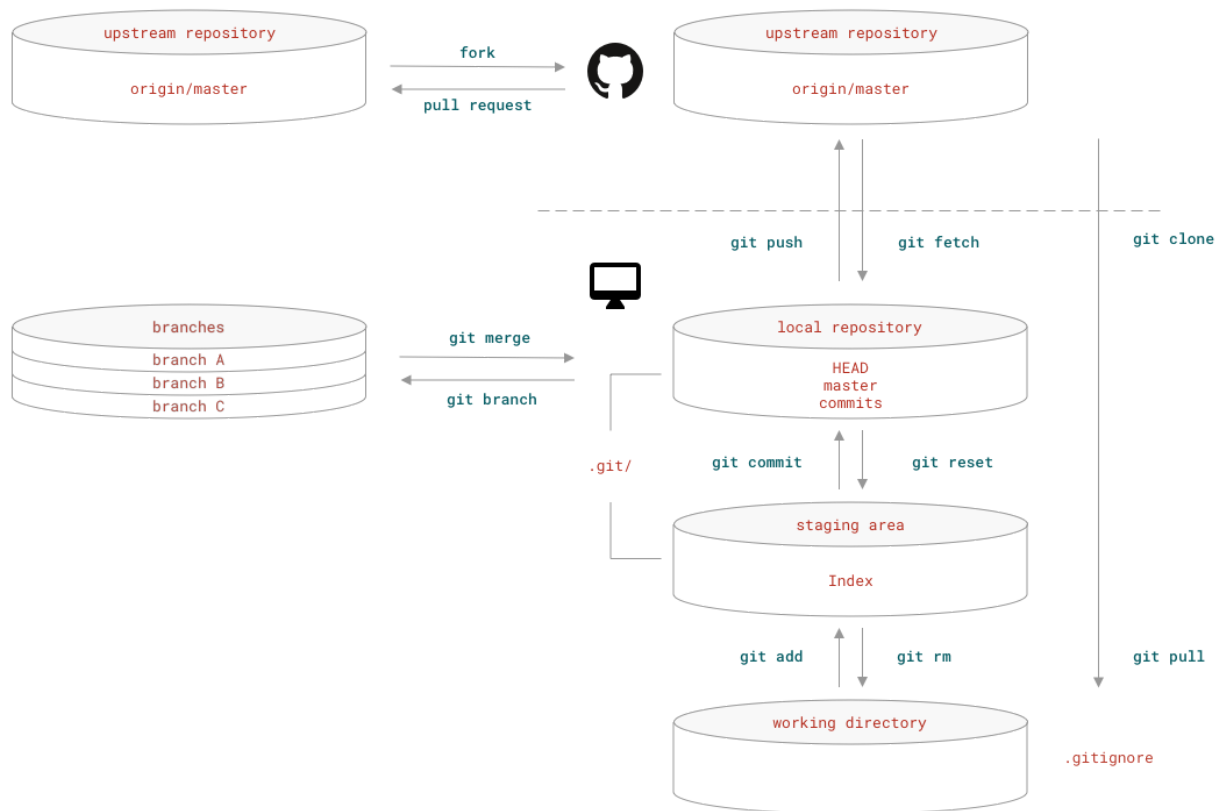 upstream repository
origin/master
fork
pull request
upstream repository
origin/master
git push
git fetch
git clone
branches
branch A
branch B
branch C
git merge
git branch
local repository
HEAD
master
commits
.git/
git commit
git reset
staging area
Index
git add
git rm
git pull
working directory
.gitignore